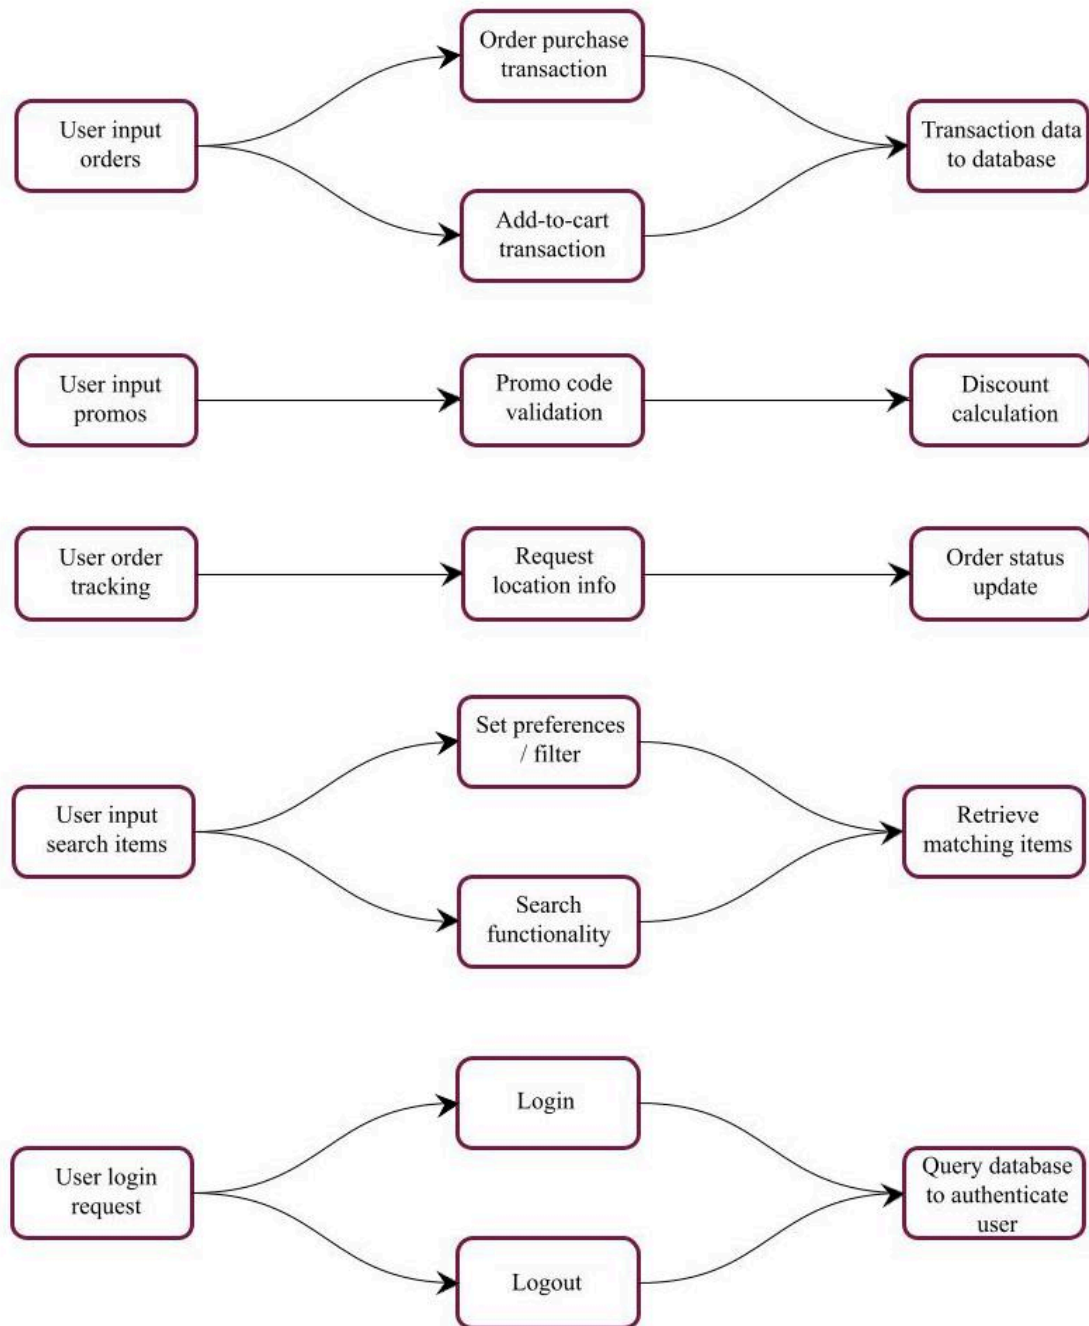 Order purchase
transaction
User input
orders
Transaction data
to database
Add-to-cart
transaction
User input
promos
Promo code
validation
Discount
calculation
User order
tracking
Request
location info
Order status
update
Set preferences
/ filter
User input
search items
Retrieve
matching items
Search
functionality
Login
User login
request
Query database
to authenticate
user
Logout